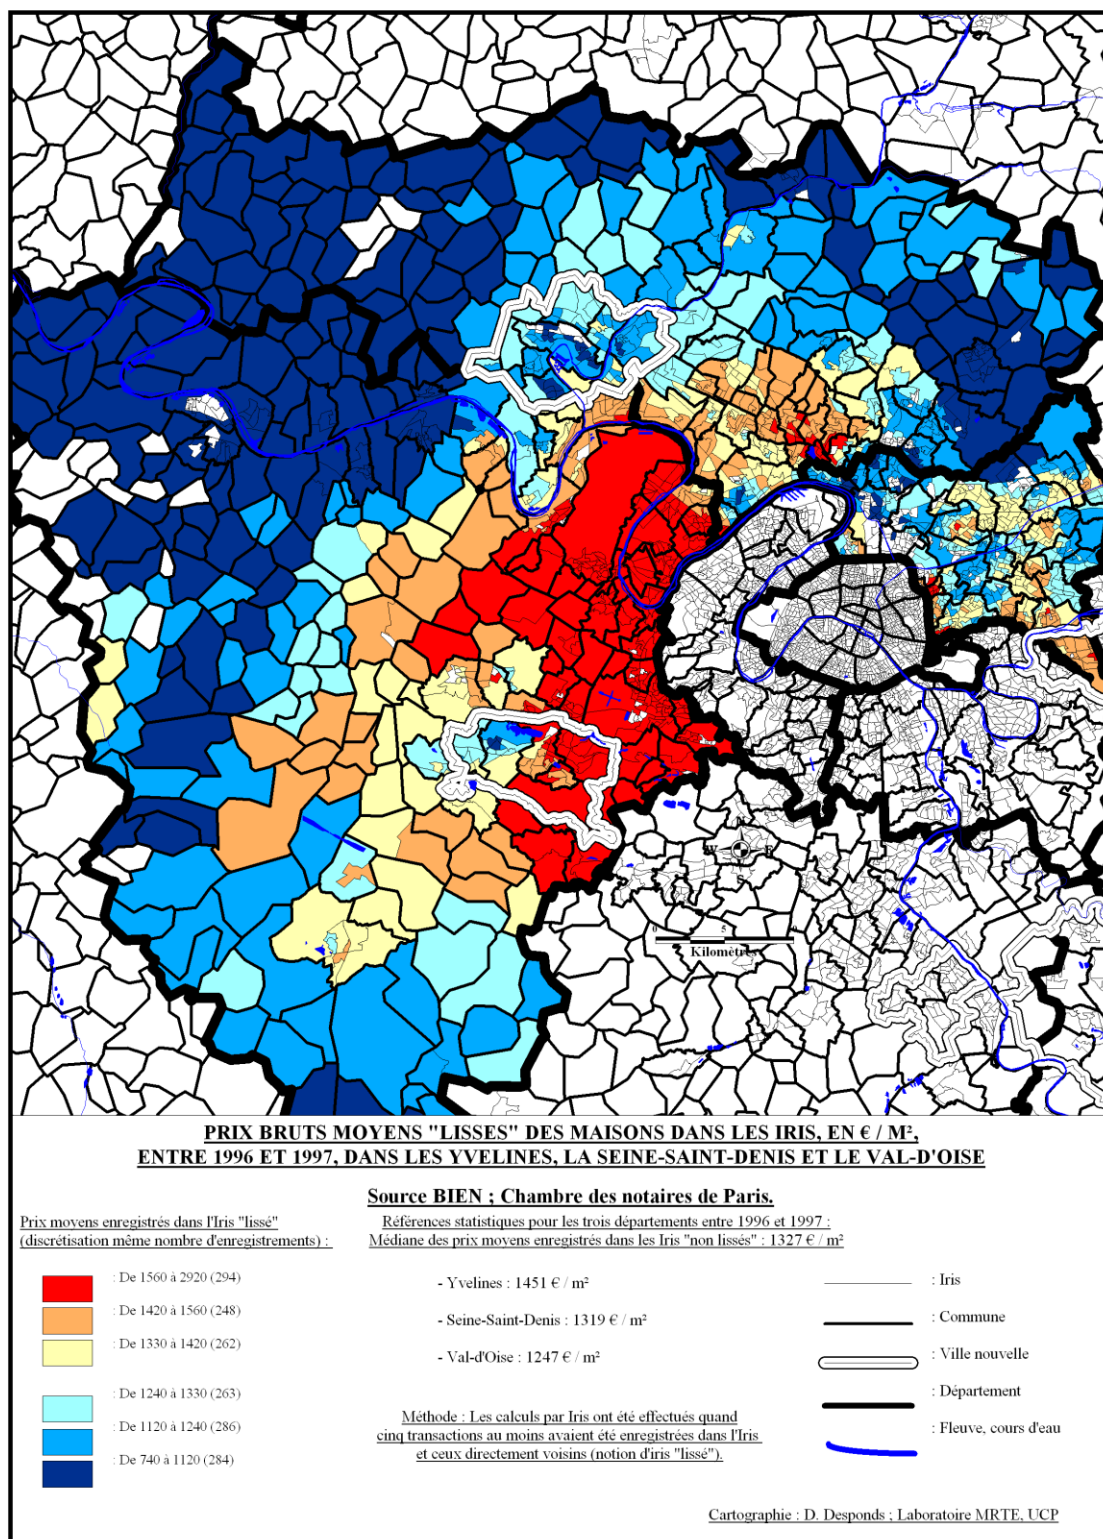 W E
0 5 0
Kilomètres
PRIX BRUTS MOYENS "LISSES" DES MAISONS DANS LES IRIS, EN € / M²,
ENTRE 1996 ET 1997, DANS LES YVELINES, LA SEINE-SAINT-DENIS ET LE VAL-D'OISE
Source BIEN ; Chambre des notaires de Paris.
Prix moyens enregistrés dans l'Iris "lissé"
(discrétisation même nombre d'enregistrements) :
: De 1560 à 2920 (294)
: De 1420 à 1560 (248)
: De 1330 à 1420 (262)
: De 1240 à 1330 (263)
: De 1120 à 1240 (286)
: De 740 à 1120 (284)
Références statistiques pour les trois départements entre 1996 et 1997 :
Médiane des prix moyens enregistrés dans les Iris "non lissés" : 1327 € / m²
- Yvelines : 1451 € / m²
- Seine-Saint-Denis : 1319 € / m²
- Val-d'Oise : 1247 € / m²
Méthode : Les calculs par Iris ont été effectués quand
cinq transactions au moins avaient été enregistrées dans l'Iris
et ceux directement voisins (notion d'iris "lissé").
: Iris
: Commune
: Ville nouvelle
: Département
: Fleuve, cours d'eau
Cartographie : D. Desponds ; Laboratoire MRTE, UCP